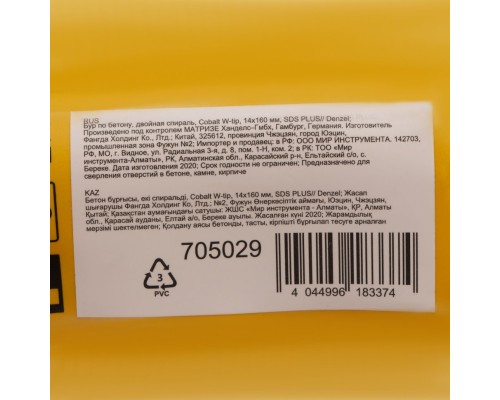 RUS
Бур по бетону, двойная спираль, Cobalt W-tip, 14x160 мм, SDS PLUS// Denzel;
Произведено под контролем МАТРИЗЕ Ханделс-Гмбх, Гамбург, Германия. Изготовитель
Фангда Холдинг Ко., Лтд.; Китай, 325612, провинция Чжэзян, город Юэцин,
промышленная зона Фужун №2; Импортер и продавец: в РФ: ООО МИР ИНСТРУМЕНТА. 142703,
РФ, МО, г. Видное, ул. Радиальная 3-я, д. 8, пом. 1-Н, ком. 2; в РК: ТОО «Мир
инструмента-Алматы», РК, Алматинская обл., Карасайский р-н, Ельтайский с/о, с.
Береке. Дата изготовления 2020; Срок годности не ограничен; Предназначено для
сверления отверстий в бетоне, камне, кирпиче
KAZ
Бетон бұрғысы, екі спиральді, Cobalt W-tip, 14x160 мм, SDS PLUS// Denzel; Жасап
шығарушы Фангда Холдинг Ко., Лтд.; №2, Фужун Өнеркәсіптік аймағы, Юэцин, Чжэзян,
Қытай; Қазақстан аумағындағы сатушы: ЖШС «Мир инструмента - Алматы», ҚР, Алматы
обл., Қарасай ауданы, Елтай а/о, Береке ауылы. Жасалған күні 2020; Жарамдылық
мерзімі шектелмеген; Қолдану аясы бетонды, тасты, кірпішті бұрғылап тесуге арналған
705029
3
PVC
4 044996 183374